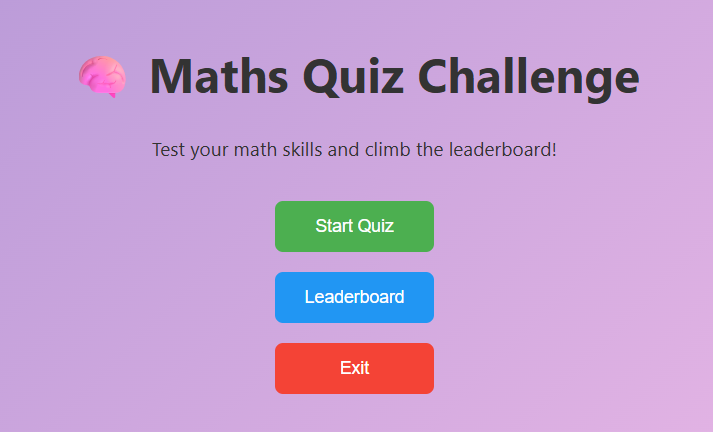 Maths Quiz Challenge
Test your math skills and climb the leaderboard!
Start Quiz
Leaderboard
Exit